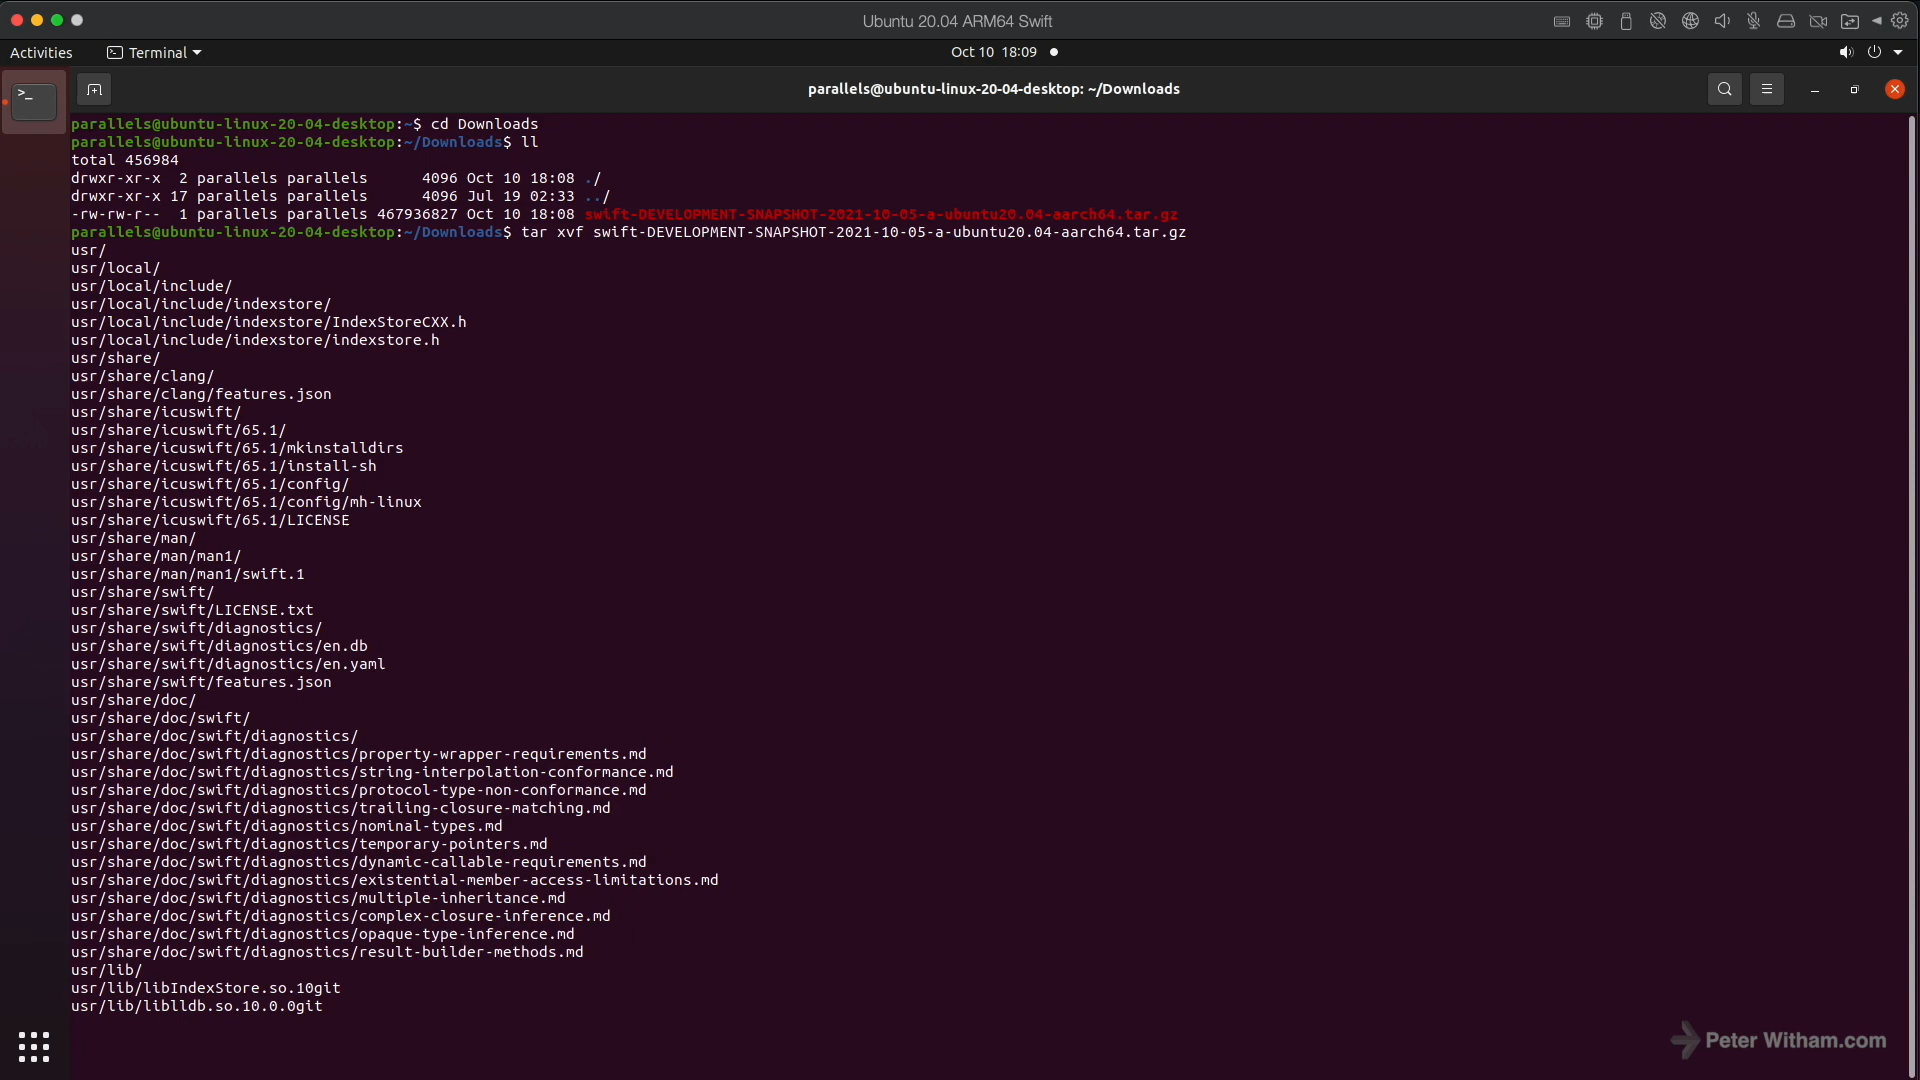 Ubuntu 20.04 ARM64 Swift
Activities Terminal Oct 10 18:09
parallels@ubuntu-linux-20-04-desktop: ~/Downloads
parallels@ubuntu-linux-20-04-desktop:~$ cd Downloads
parallels@ubuntu-linux-20-04-desktop:~/Downloads$ ll
total 456984
drwxr-xr-x  2 parallels parallels      4096 Oct 10 18:08 ./
drwxr-xr-x 17 parallels parallels      4096 Jul 19 02:33 ../
-rw-rw-r--  1 parallels parallels 467936827 Oct 10 18:08 swift-DEVELOPMENT-SNAPSHOT-2021-10-05-a-ubuntu20.04-aarch64.tar.gz
parallels@ubuntu-linux-20-04-desktop:~/Downloads$ tar xvf swift-DEVELOPMENT-SNAPSHOT-2021-10-05-a-ubuntu20.04-aarch64.tar.gz
usr/
usr/local/
usr/local/include/
usr/local/include/indexstore/
usr/local/include/indexstore/IndexStoreCXX.h
usr/local/include/indexstore/indexstore.h
usr/share/
usr/share/clang/
usr/share/clang/features.json
usr/share/icuswift/
usr/share/icuswift/65.1/
usr/share/icuswift/65.1/mkinstalldirs
usr/share/icuswift/65.1/install-sh
usr/share/icuswift/65.1/config/
usr/share/icuswift/65.1/config/mh-linux
usr/share/icuswift/65.1/LICENSE
usr/share/man/
usr/share/man/man1/
usr/share/man/man1/swift.1
usr/share/swift/
usr/share/swift/LICENSE.txt
usr/share/swift/diagnostics/
usr/share/swift/diagnostics/en.db
usr/share/swift/diagnostics/en.yaml
usr/share/swift/features.json
usr/share/doc/
usr/share/doc/swift/
usr/share/doc/swift/diagnostics/
usr/share/doc/swift/diagnostics/property-wrapper-requirements.md
usr/share/doc/swift/diagnostics/string-interpolation-conformance.md
usr/share/doc/swift/diagnostics/protocol-type-non-conformance.md
usr/share/doc/swift/diagnostics/trailing-closure-matching.md
usr/share/doc/swift/diagnostics/nominal-types.md
usr/share/doc/swift/diagnostics/temporary-pointers.md
usr/share/doc/swift/diagnostics/dynamic-callable-requirements.md
usr/share/doc/swift/diagnostics/existential-member-access-limitations.md
usr/share/doc/swift/diagnostics/multiple-inheritance.md
usr/share/doc/swift/diagnostics/complex-closure-inference.md
usr/share/doc/swift/diagnostics/opaque-type-inference.md
usr/share/doc/swift/diagnostics/result-builder-methods.md
usr/lib/
usr/lib/libIndexStore.so.10git
usr/lib/liblldb.so.10.0.0git
Peter Witham.com